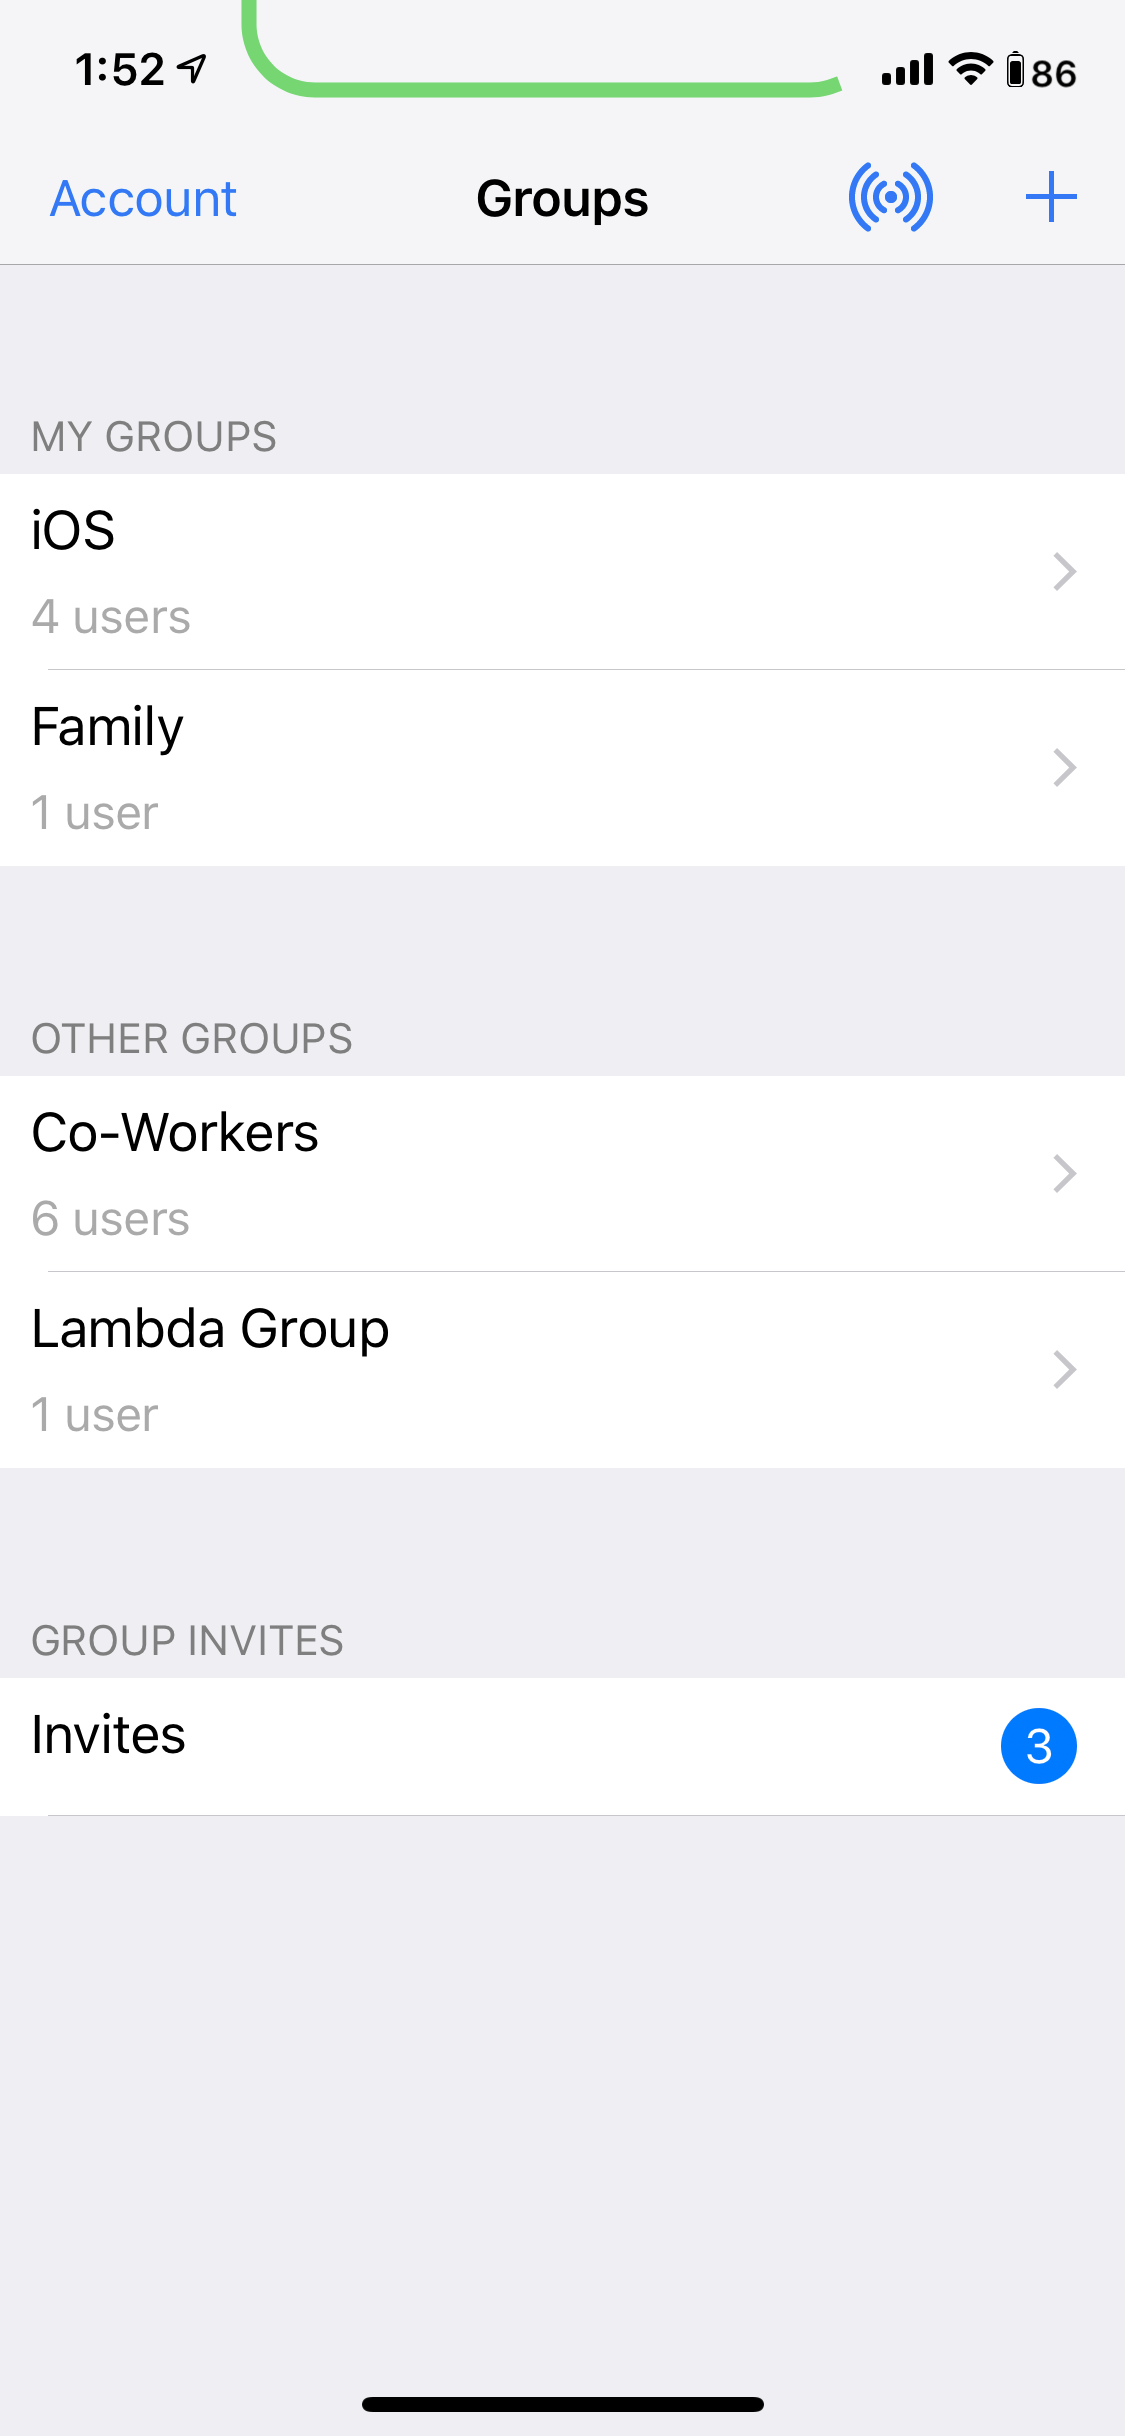 1:52 86
Account Groups
MY GROUPS
iOS
4 users
Family
1 user
OTHER GROUPS
Co-Workers
6 users
Lambda Group
1 user
GROUP INVITES
Invites 3